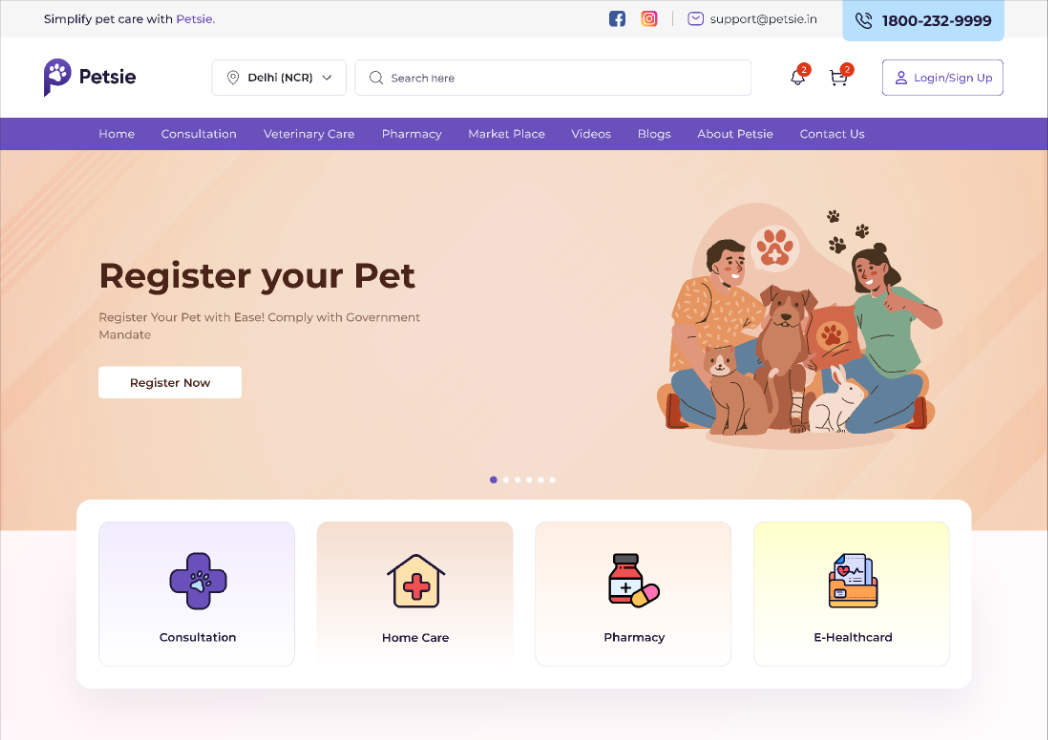 Simplify pet care with Petsie.
support@petsie.in
1800-232-9999
Petsie
Delhi (NCR)
Search here
2
2
Login/Sign Up
Home Consultation Veterinary Care Pharmacy Market Place Videos Blogs About Petsie Contact Us
Register your Pet
Register Your Pet with Ease! Comply with Government
Mandate
Register Now
Consultation
Home Care
Pharmacy
E-Healthcard